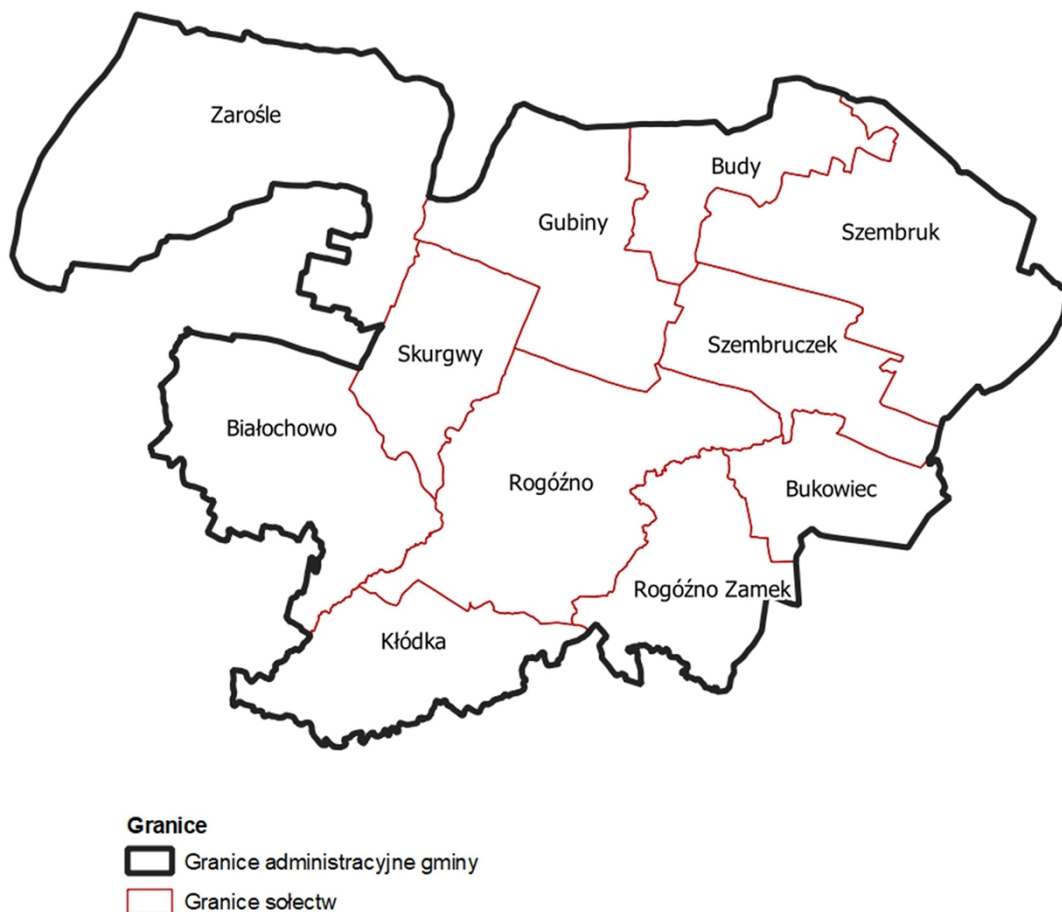 Zarośle
Budy
Gubiny
Szembruk
Szembruczek
Skurgwy
Białochowo
Rogóźno
Bukowiec
Rogóźno Zamek
Kłódka
Granice
Granice administracyjne gminy
Granice sołectw